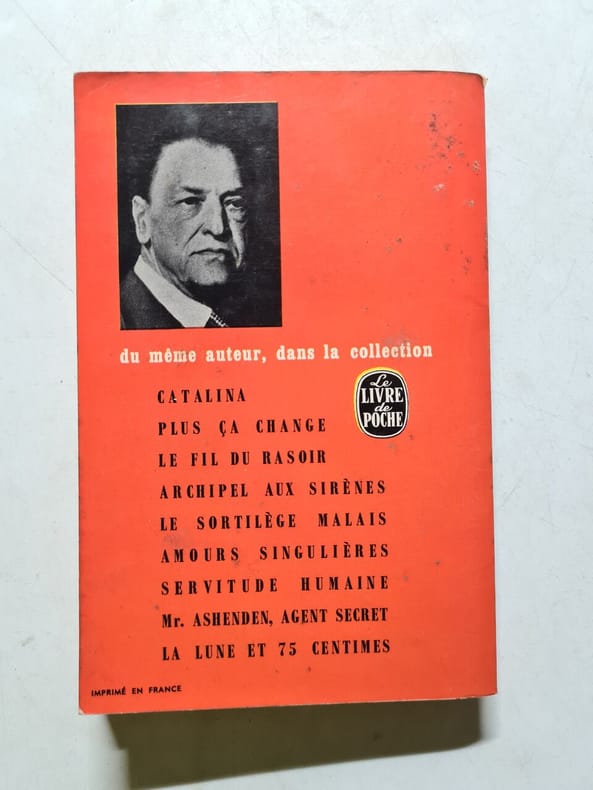 du même auteur, dans la collection
Le
LIVRE
de
POCHE
CATALINA
PLUS ÇA CHANGE
LE FIL DU RASOIR
ARCHIPEL AUX SIRÈNES
LE SORTILÈGE MALAIS
AMOURS SINGULIÈRES
SERVITUDE HUMAINE
Mr. ASHENDEN, AGENT SECRET
LA LUNE ET 75 CENTIMES
IMPRIMÉ EN FRANCE